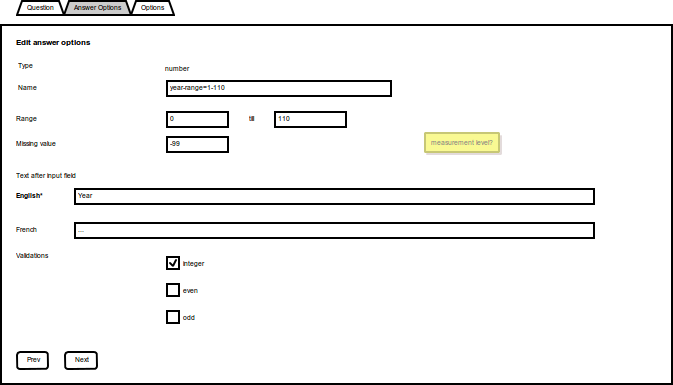 Question Answer Options Options
Edit answer options
Type number
Name year-range=1-110
Range 0 till 110
Missing value -99 measurement level?
Text after input field
English* Year
French ...
Validations
integer
even
odd
Prev Next